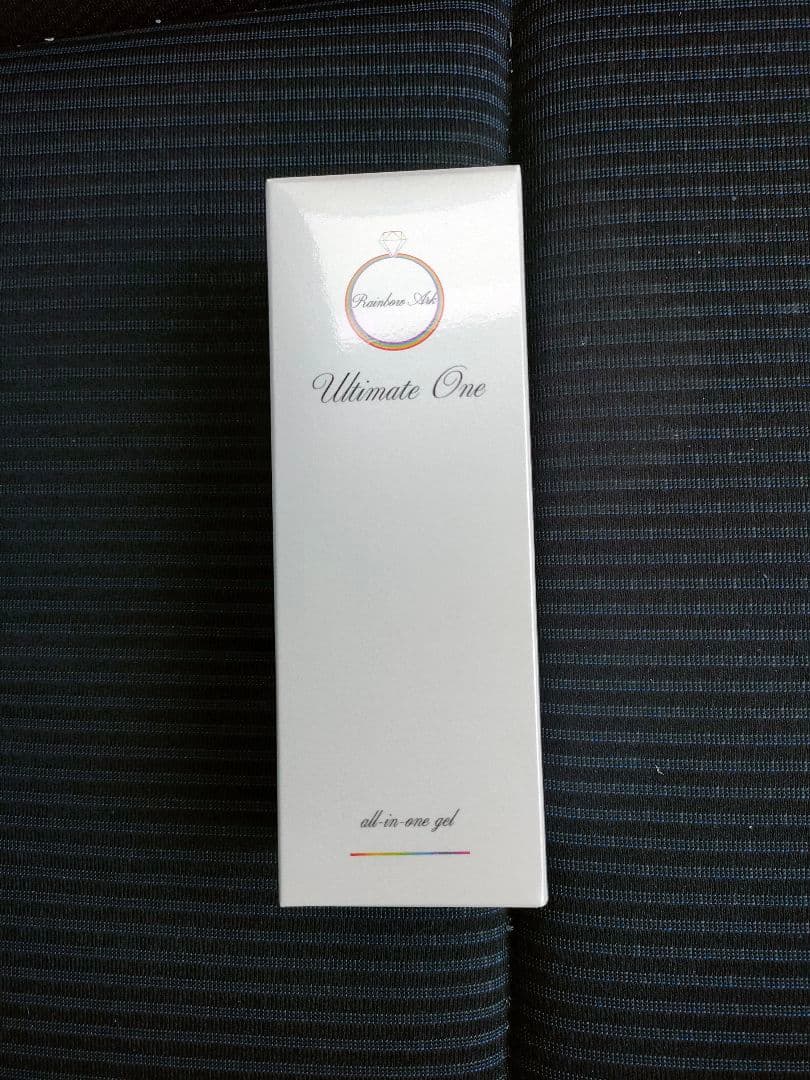 Rainbow Ark
Ultimate One
all-in-one gel